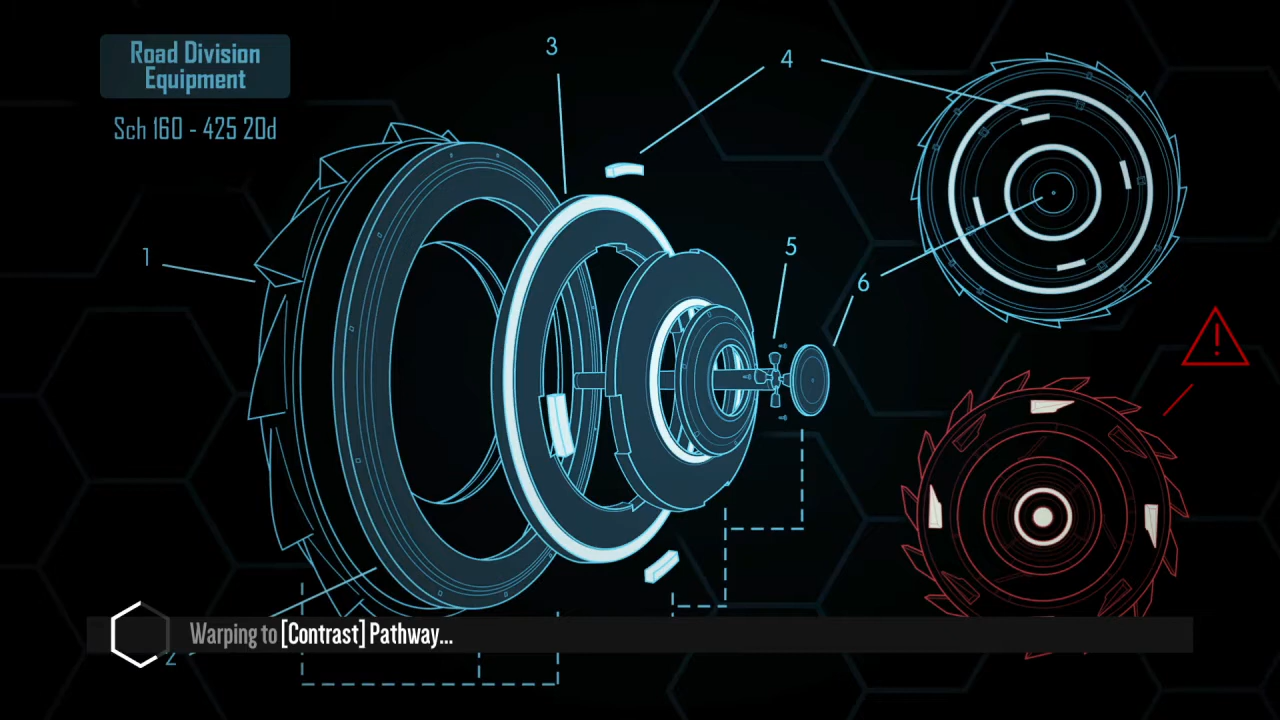 Road Division
Equipment
Sch 160 - 425 20d
3
4
1
5
6
2
Warping to [Contrast] Pathway...